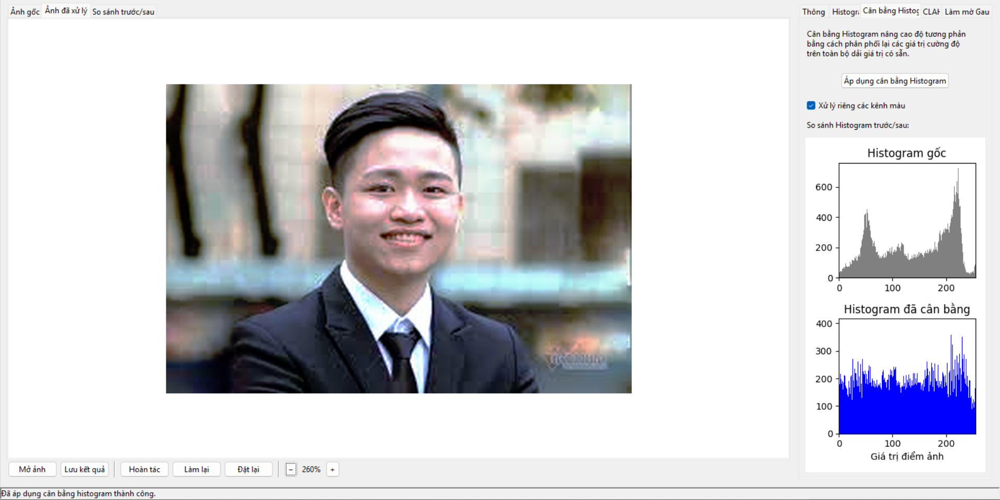 Ảnh gốc
Ảnh đã xử lý
So sánh trước/sau
Thông
Histogr
Cân bằng Histog
CLAH
Làm mờ Gau
Cân bằng Histogram nâng cao độ tương phản
bằng cách phân phối lại các giá trị cường độ
trên toàn bộ dải giá trị có sẵn.
Áp dụng cân bằng Histogram
Xử lý riêng các kênh màu
So sánh Histogram trước/sau:
Histogram gốc
600
400
200
0
0 100 200
Histogram đã cân bằng
400
300
200
100
0
0 100 200
Giá trị điểm ảnh
Mở ảnh
Lưu kết quả
Hoàn tác
Làm lại
Đặt lại
−
260%
+
Đã áp dụng cân bằng histogram thành công.